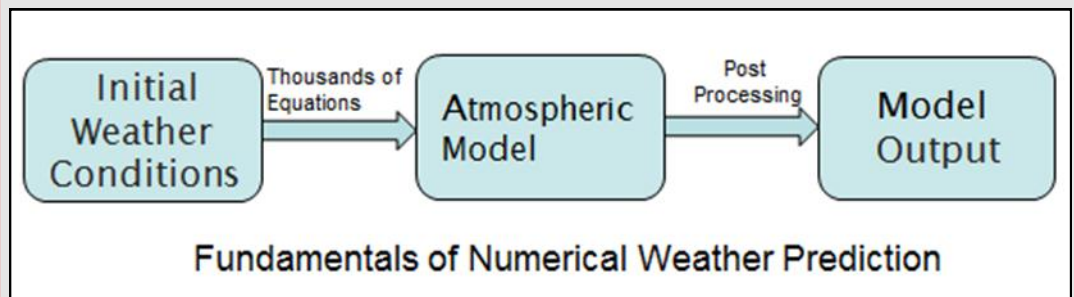 Initial
Weather
Conditions
Thousands of
Equations
Atmospheric
Model
Post
Processing
Model
Output
Fundamentals of Numerical Weather Prediction